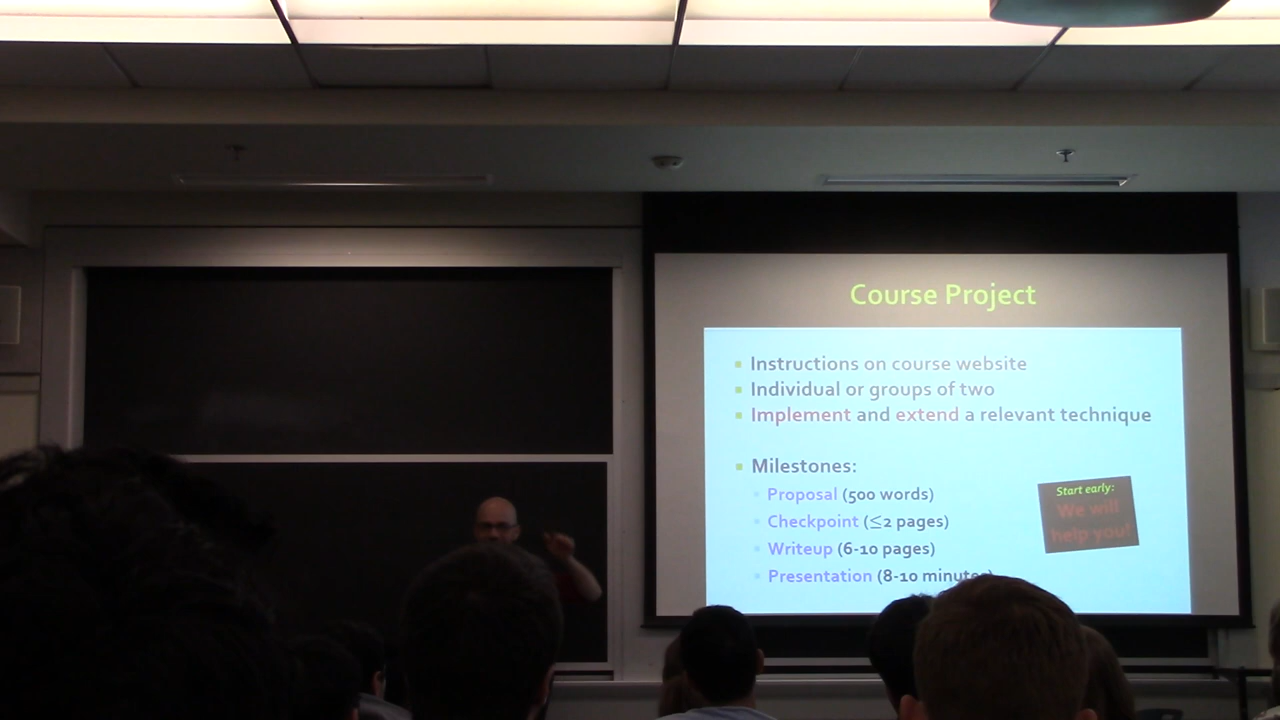 Course Project
Instructions on course website
Individual or groups of two
Implement and extend a relevant technique
Milestones:
Proposal (500 words)
Checkpoint (≤2 pages)
Writeup (6-10 pages)
Presentation (8-10 minutes)
Start early:
We will
help you!